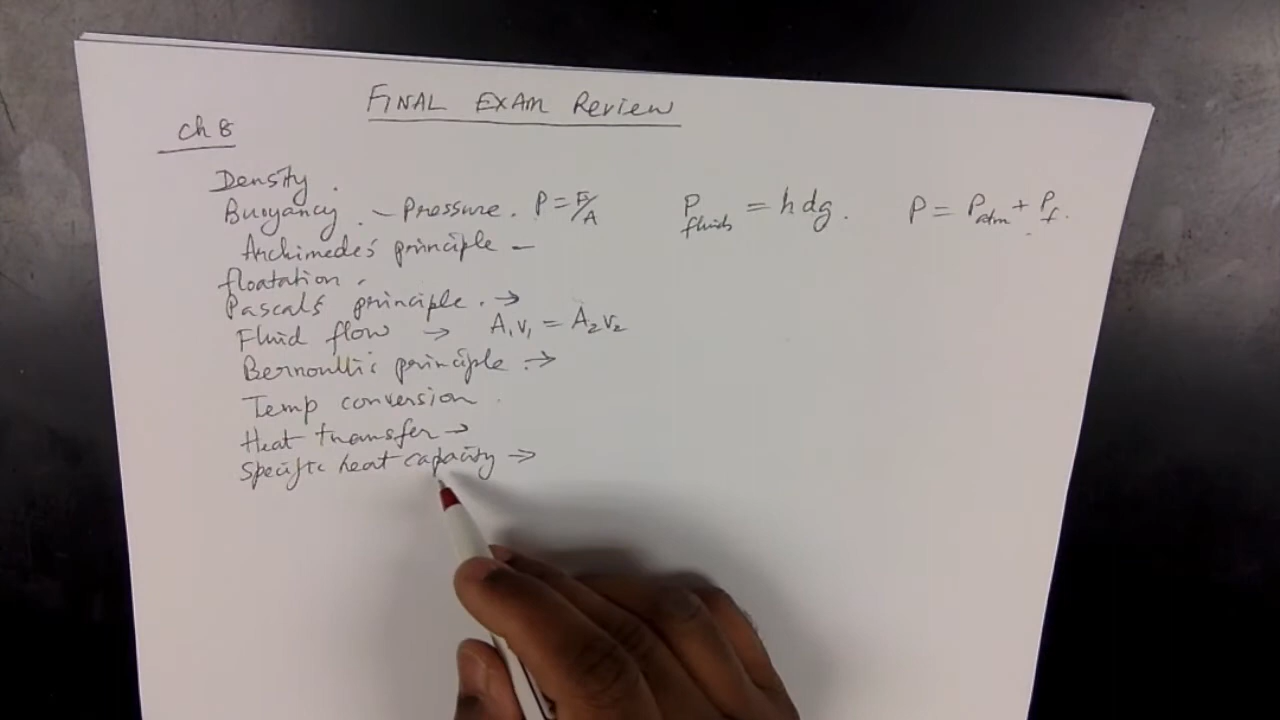 FINAL EXAM Review
Ch 8
Density.
Buoyancy. - Pressure. P = F/A P fluids = hdg. P = Patm + Pf.
Archimedes' principle -
floatation.
Pascal's principle. →
Fluid flow → A₁v₁ = A₂v₂
Bernoulli's principle. →
Temp conversion.
Heat transfer →
Specific heat capacity →